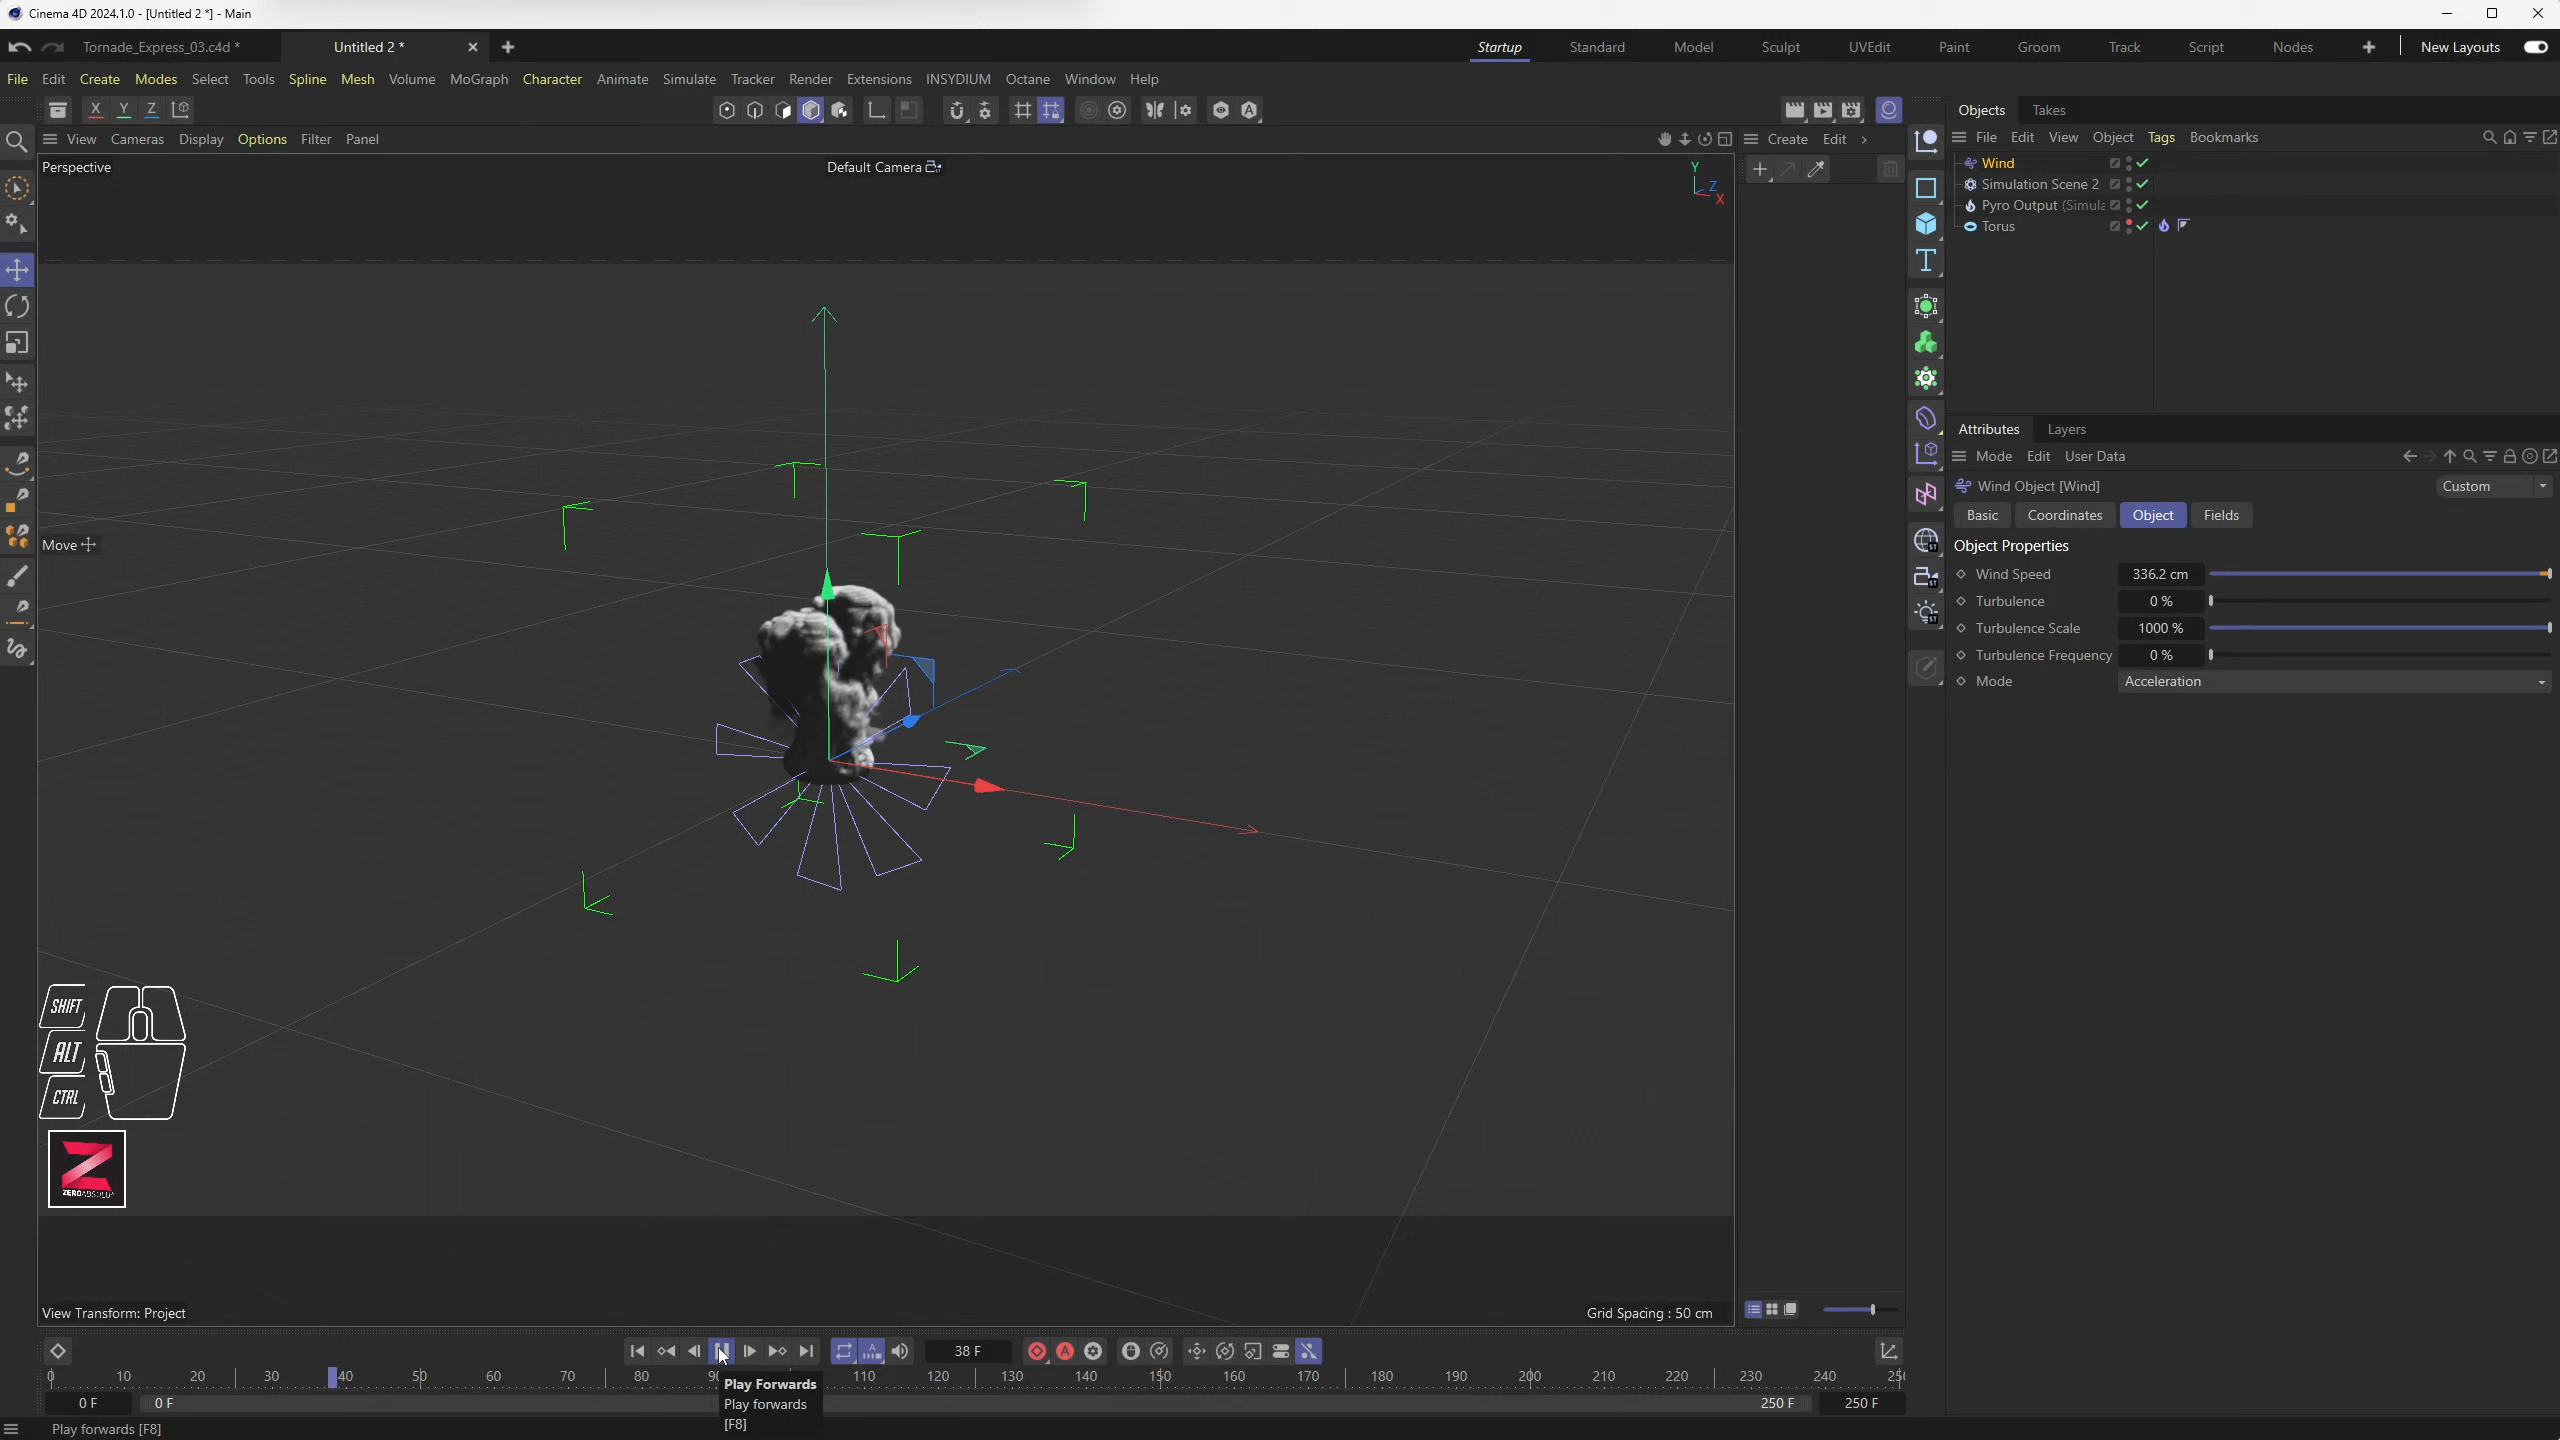 Cinema 4D 2024.1.0 - [Untitled 2 *] - Main
Tornade_Express_03.c4d *
Untitled 2 *
Startup Standard Model Sculpt UVEdit Paint Groom Track Script Nodes New Layouts
File Edit Create Modes Select Tools Spline Mesh Volume MoGraph Character Animate Simulate Tracker Render Extensions INSYDIUM Octane Window Help
X Y Z
View Cameras Display Options Filter Panel
Perspective
Default Camera
Y
Z
X
Move
SHIFT
ALT
CTRL
ZEROABSOLU
View Transform: Project
Grid Spacing : 50 cm
Create Edit
Objects Takes
File Edit View Object Tags Bookmarks
Wind
Simulation Scene 2
Pyro Output (Simula
Torus
Attributes Layers
Mode Edit User Data
Wind Object [Wind]
Custom
Basic Coordinates Object Fields
Object Properties
Wind Speed 336.2 cm
Turbulence 0 %
Turbulence Scale 1000 %
Turbulence Frequency 0 %
Mode Acceleration
38 F
0 10 20 30 40 50 60 70 80 90 110 120 130 140 150 160 170 180 190 200 210 220 230 240 250
0 F 0 F 250 F 250 F
Play Forwards
Play forwards
[F8]
Play forwards [F8]